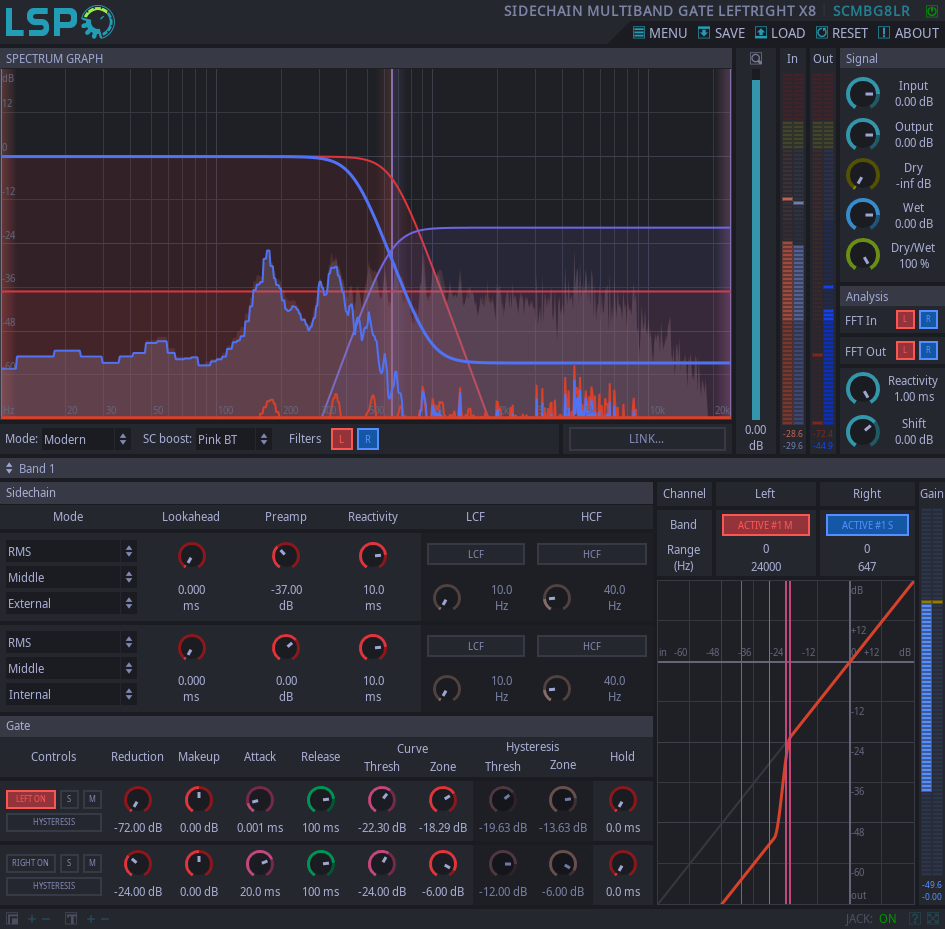 LSP
SIDECHAIN MULTIBAND GATE LEFTRIGHT X8 SCMBG8LR
MENU SAVE LOAD RESET ABOUT
SPECTRUM GRAPH
dB
12
0
-12
-24
-36
-48
Hz 20 30 50 100 200 10k 20k
0.00
dB
In Out
-28.6 -72.4
-29.6 -44.9
Signal
Input
0.00 dB
Output
0.00 dB
Dry
-inf dB
Wet
0.00 dB
Dry/Wet
100 %
Analysis
FFT In L R
FFT Out L R
Reactivity
1.00 ms
Shift
0.00 dB
Mode: Modern SC boost: Pink BT Filters L R LINK...
Band 1
Sidechain
Mode Lookahead Preamp Reactivity LCF HCF
RMS
Middle
External
0.000
ms
-37.00
dB
10.0
ms
LCF
10.0
Hz
HCF
40.0
Hz
RMS
Middle
Internal
0.000
ms
0.00
dB
10.0
ms
LCF
10.0
Hz
HCF
40.0
Hz
Channel Left Right Gain
Band ACTIVE #1 M ACTIVE #1 S
Range
(Hz)
0
24000
0
647
dB
+12
in -60 -48 -36 -24 -12 +12 dB
-12
-24
-36
-48
-60
out
-49.6
-0.00
Gate
Controls Reduction Makeup Attack Release Curve Hysteresis Hold
Thresh Zone Thresh Zone
LEFT ON S M
HYSTERESIS
-72.00 dB 0.00 dB 0.001 ms 100 ms -22.30 dB -18.29 dB -19.63 dB -13.63 dB 0.0 ms
RIGHT ON S M
HYSTERESIS
-24.00 dB 0.00 dB 20.0 ms 100 ms -24.00 dB -6.00 dB -12.00 dB -6.00 dB 0.0 ms
JACK: ON